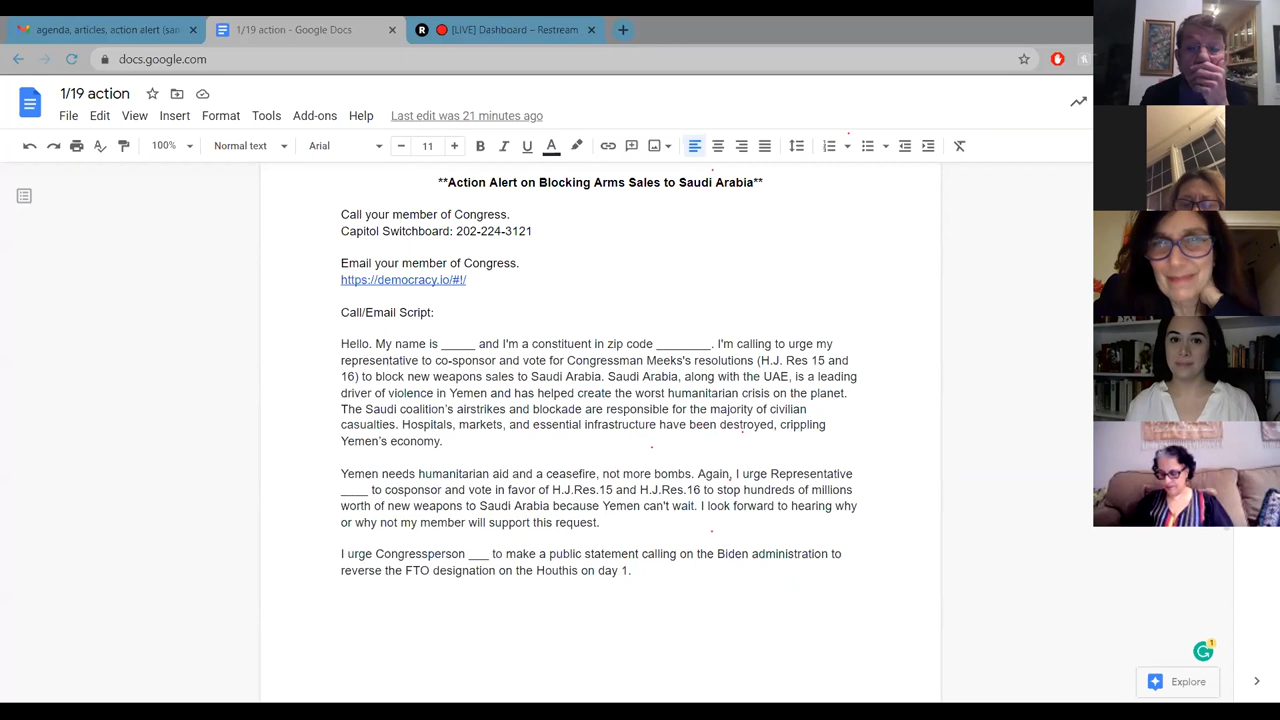 agenda, articles, action alert (san
1/19 action - Google Docs
R [LIVE] Dashboard – Restream
docs.google.com
1/19 action
File Edit View Insert Format Tools Add-ons Help Last edit was 21 minutes ago
100% Normal text Arial 11 B I U A
**Action Alert on Blocking Arms Sales to Saudi Arabia**
Call your member of Congress.
Capitol Switchboard: 202-224-3121
Email your member of Congress.
https://democracy.io/#!/
Call/Email Script:
Hello. My name is _____ and I'm a constituent in zip code ________. I'm calling to urge my
representative to co-sponsor and vote for Congressman Meeks's resolutions (H.J. Res 15 and
16) to block new weapons sales to Saudi Arabia. Saudi Arabia, along with the UAE, is a leading
driver of violence in Yemen and has helped create the worst humanitarian crisis on the planet.
The Saudi coalition's airstrikes and blockade are responsible for the majority of civilian
casualties. Hospitals, markets, and essential infrastructure have been destroyed, crippling
Yemen's economy.
Yemen needs humanitarian aid and a ceasefire, not more bombs. Again, I urge Representative
____ to cosponsor and vote in favor of H.J.Res.15 and H.J.Res.16 to stop hundreds of millions
worth of new weapons to Saudi Arabia because Yemen can't wait. I look forward to hearing why
or why not my member will support this request.
I urge Congressperson ___ to make a public statement calling on the Biden administration to
reverse the FTO designation on the Houthis on day 1.
1
Explore